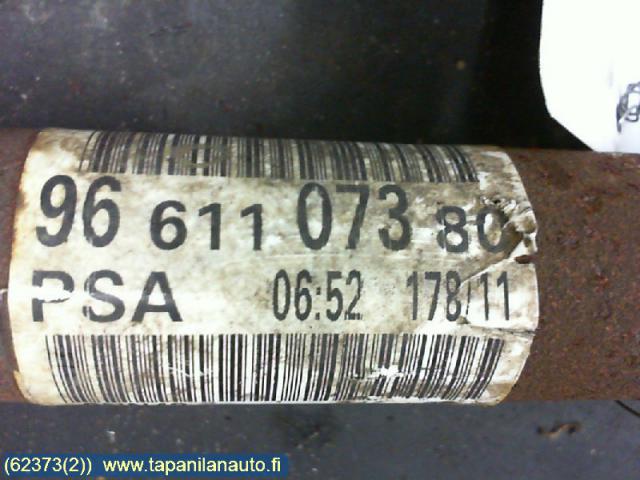 96 611 073 80
PSA 06:52 178/11
(62373(2)) www.tapanilanauto.fi